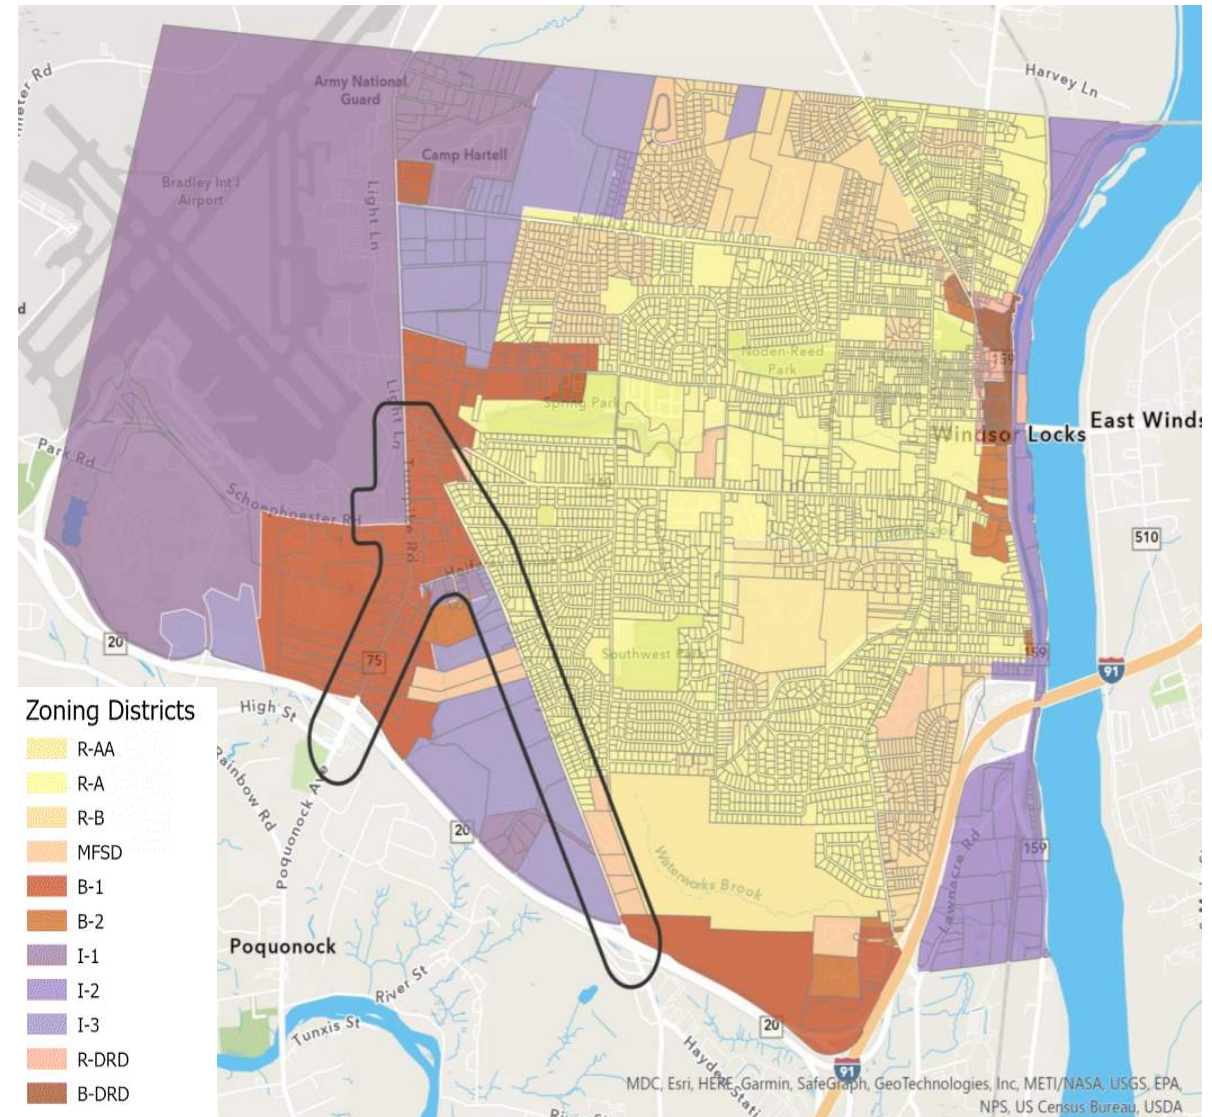 Harvey Ln
Army National
Guard
Camp Hartell
Bradley Int'l
Airport
Light Ln
d
Noden-Reed
Park
159
Spring Park
Light Ln
East Winds
Windsor Locks
Park Rd
140
Schoephoester Rd
Turnpike Rd
510
20
75
Southwest Park
159
91
Zoning Districts
R-AA
R-A
R-B
MFSD
B-1
B-2
I-1
I-2
I-3
R-DRD
B-DRD
High St
Rainbow Rd
Poquonock Ave
20
159
Lawnacre Rd
Waterworks Brook
Poquonock
River St
Tunxis St
20
91
MDC, Esri, HERE, Garmin, SafeGraph, GeoTechnologies, Inc, METI/NASA, USGS, EPA,
NPS, US Census Bureau, USDA